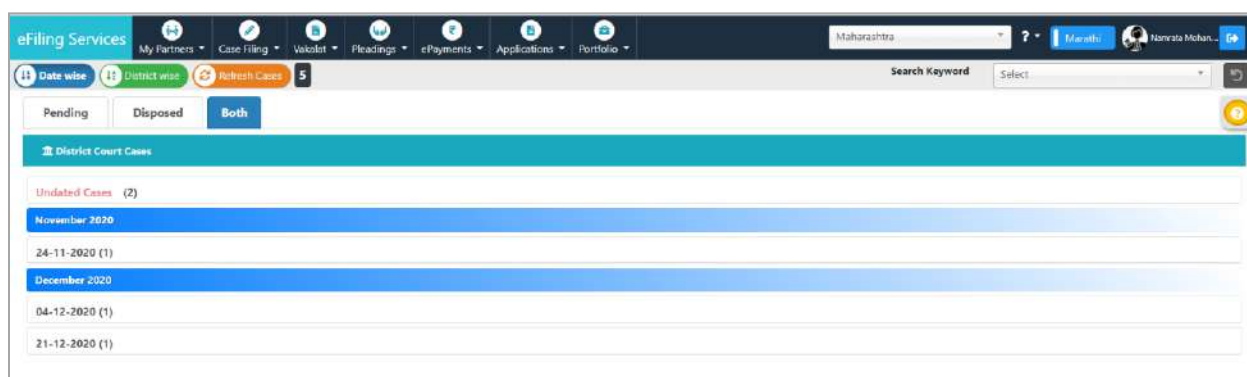 eFiling Services
My Partners Case Filing Vakalat Pleadings ePayments Applications Portfolio
Maharashtra
? Marathi Namrata Mohan...
Date wise District wise Refresh Cases 5
Search Keyword Select
Pending Disposed Both
District Court Cases
Undated Cases (2)
November 2020
24-11-2020 (1)
December 2020
04-12-2020 (1)
21-12-2020 (1)